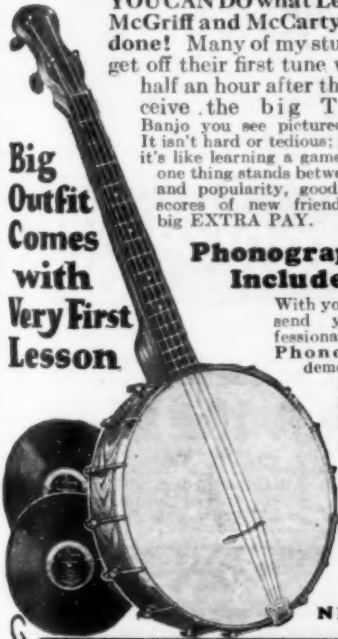 YOU CAN DO what Le
McGriff and McCarty
done! Many of my stu
get off their first tune
half an hour after th
ceive the big T
Banjo you see picture
It isn't hard or tedious;
it's like learning a game
one thing stands betw
and popularity, good
scores of new friend
big EXTRA PAY.
Big
Outfit
Comes
with
Very First
Lesson
Phonogra
Include
With yo
send y
fessiona
Phono
demo
N